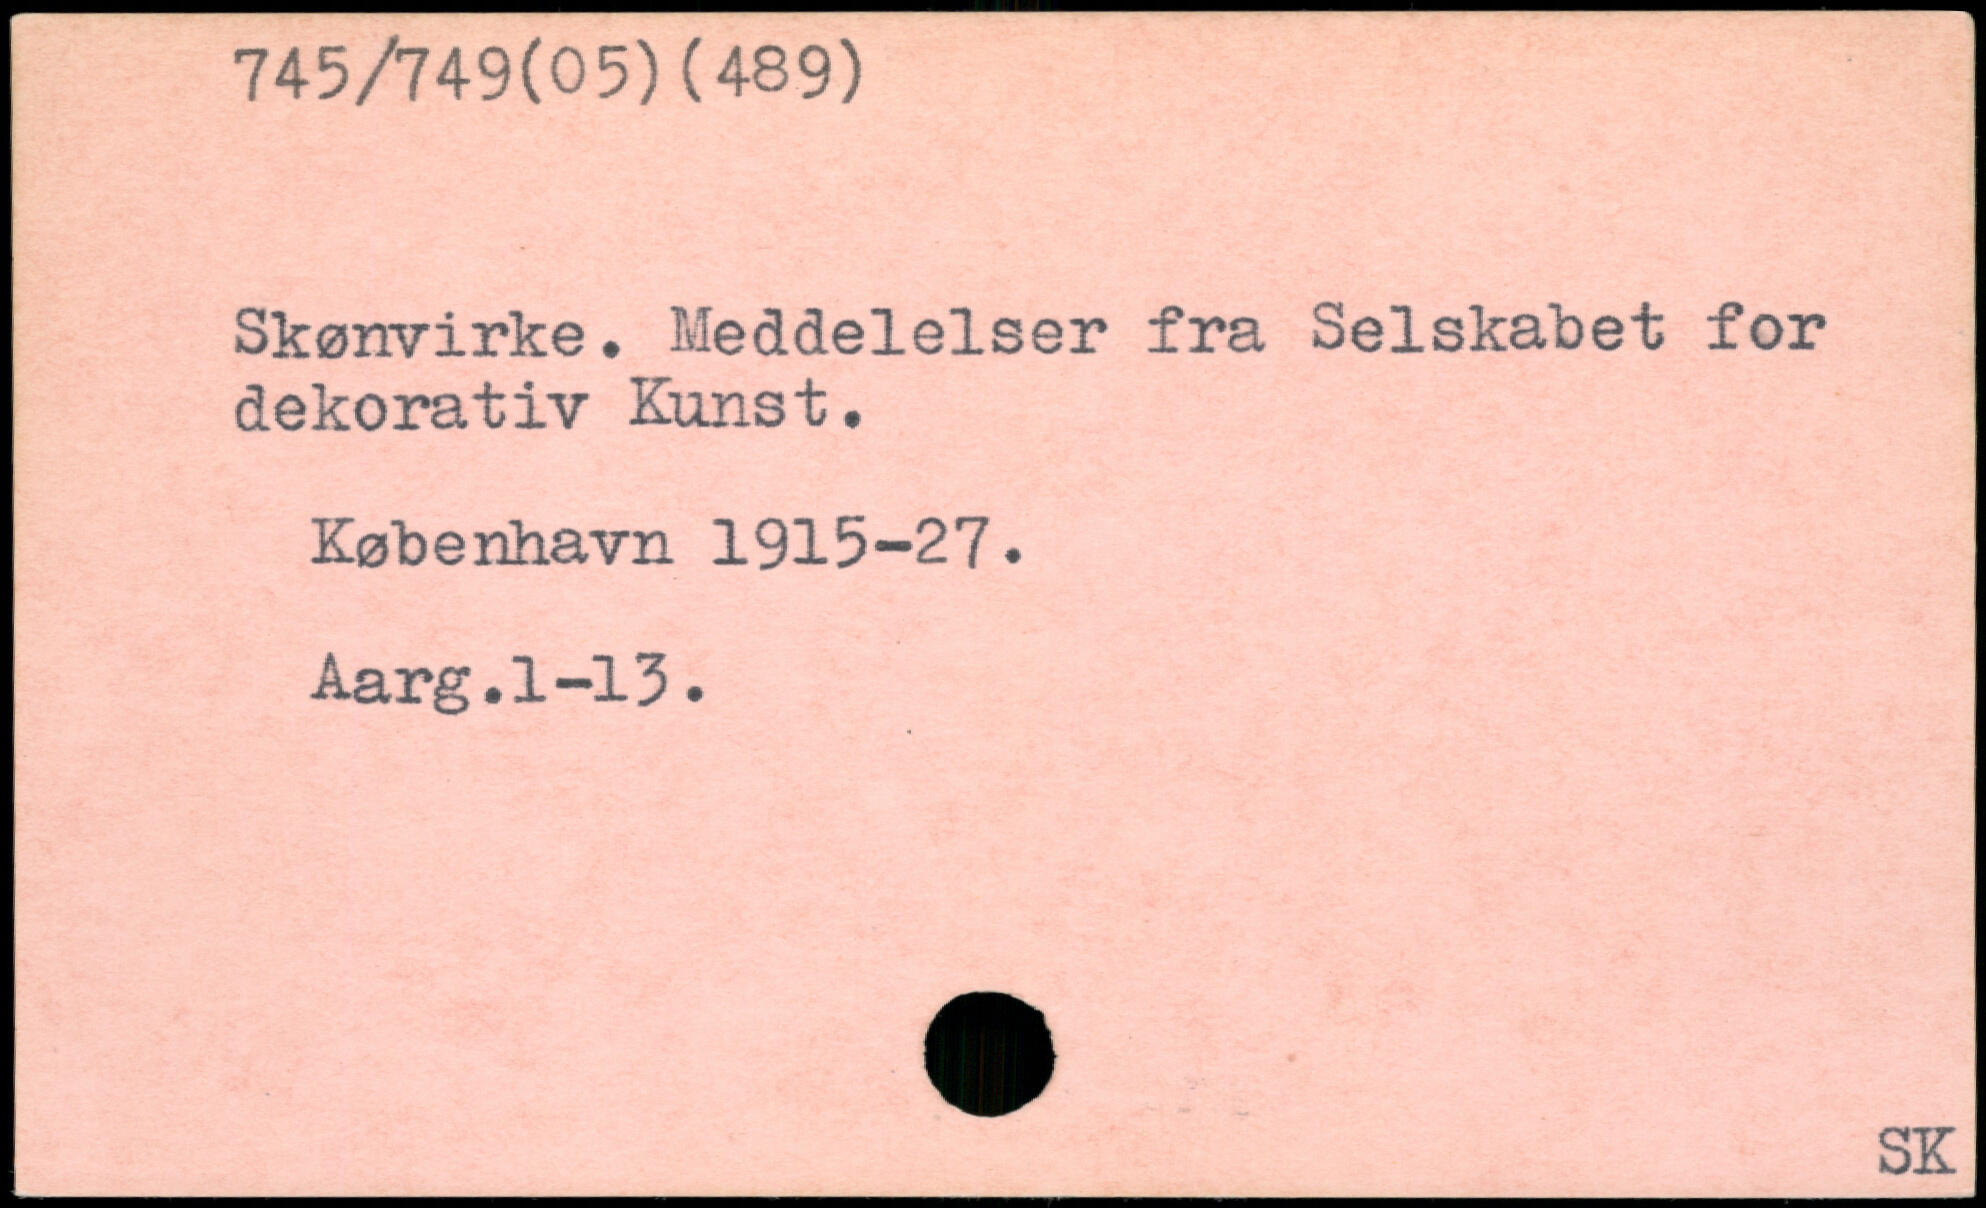 745/749(05)(489)
Skønvirke. Meddelelser fra Selskabet for
dekorativ Kunst.
København 1915-27.
Aarg.1-13.
SK